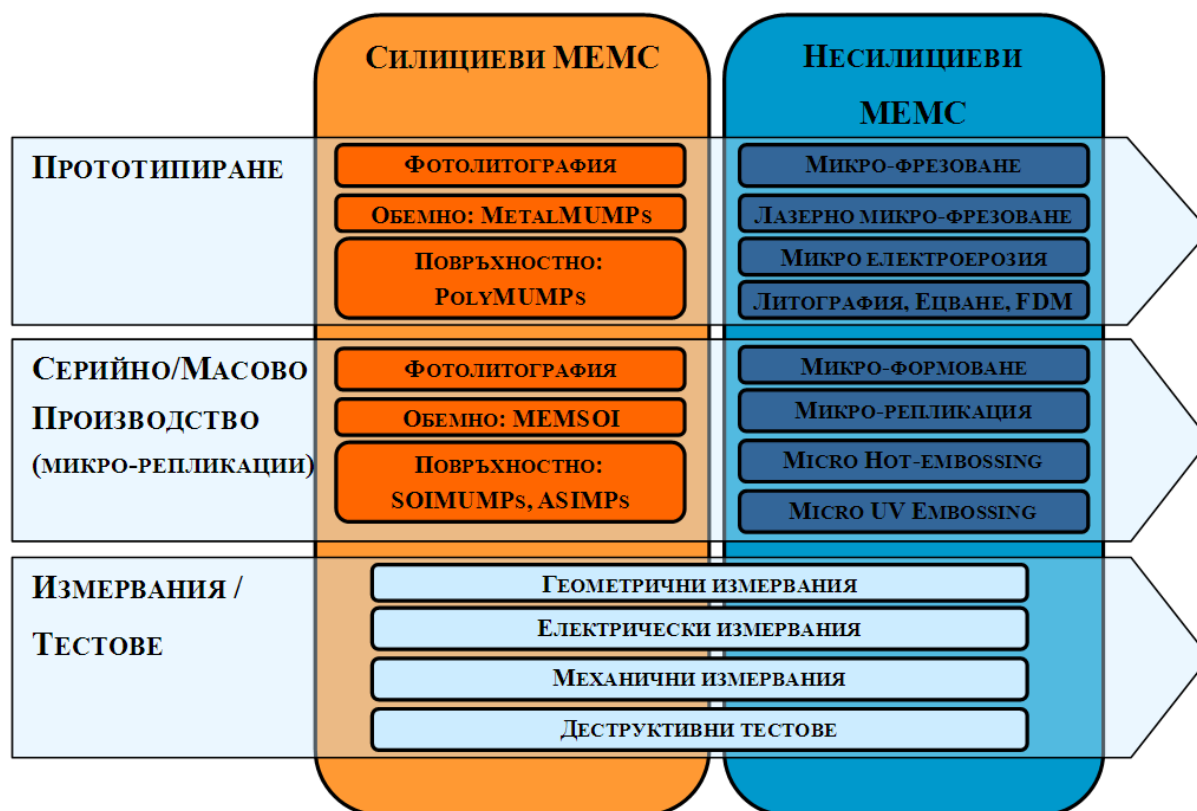 Силициеви МЕМС
Несилициеви
МЕМС
Прототипиране
Фотолитография
Обемно: MetalMUMPs
Повръхностно:
PolyMUMPs
Микро-фрезоване
Лазерно микро-фрезоване
Микро електроерозия
Литография, Ецване, FDM
Серийно/Масово
Производство
(микро-репликации)
Фотолитография
Обемно: MEMSOI
Повръхностно:
SOIMUMPs, ASIMPs
Микро-формоване
Микро-репликация
Micro Hot-embossing
Micro UV Embossing
Измервания /
Тестове
Геометрични измервания
Електрически измервания
Механични измервания
Деструктивни тестове